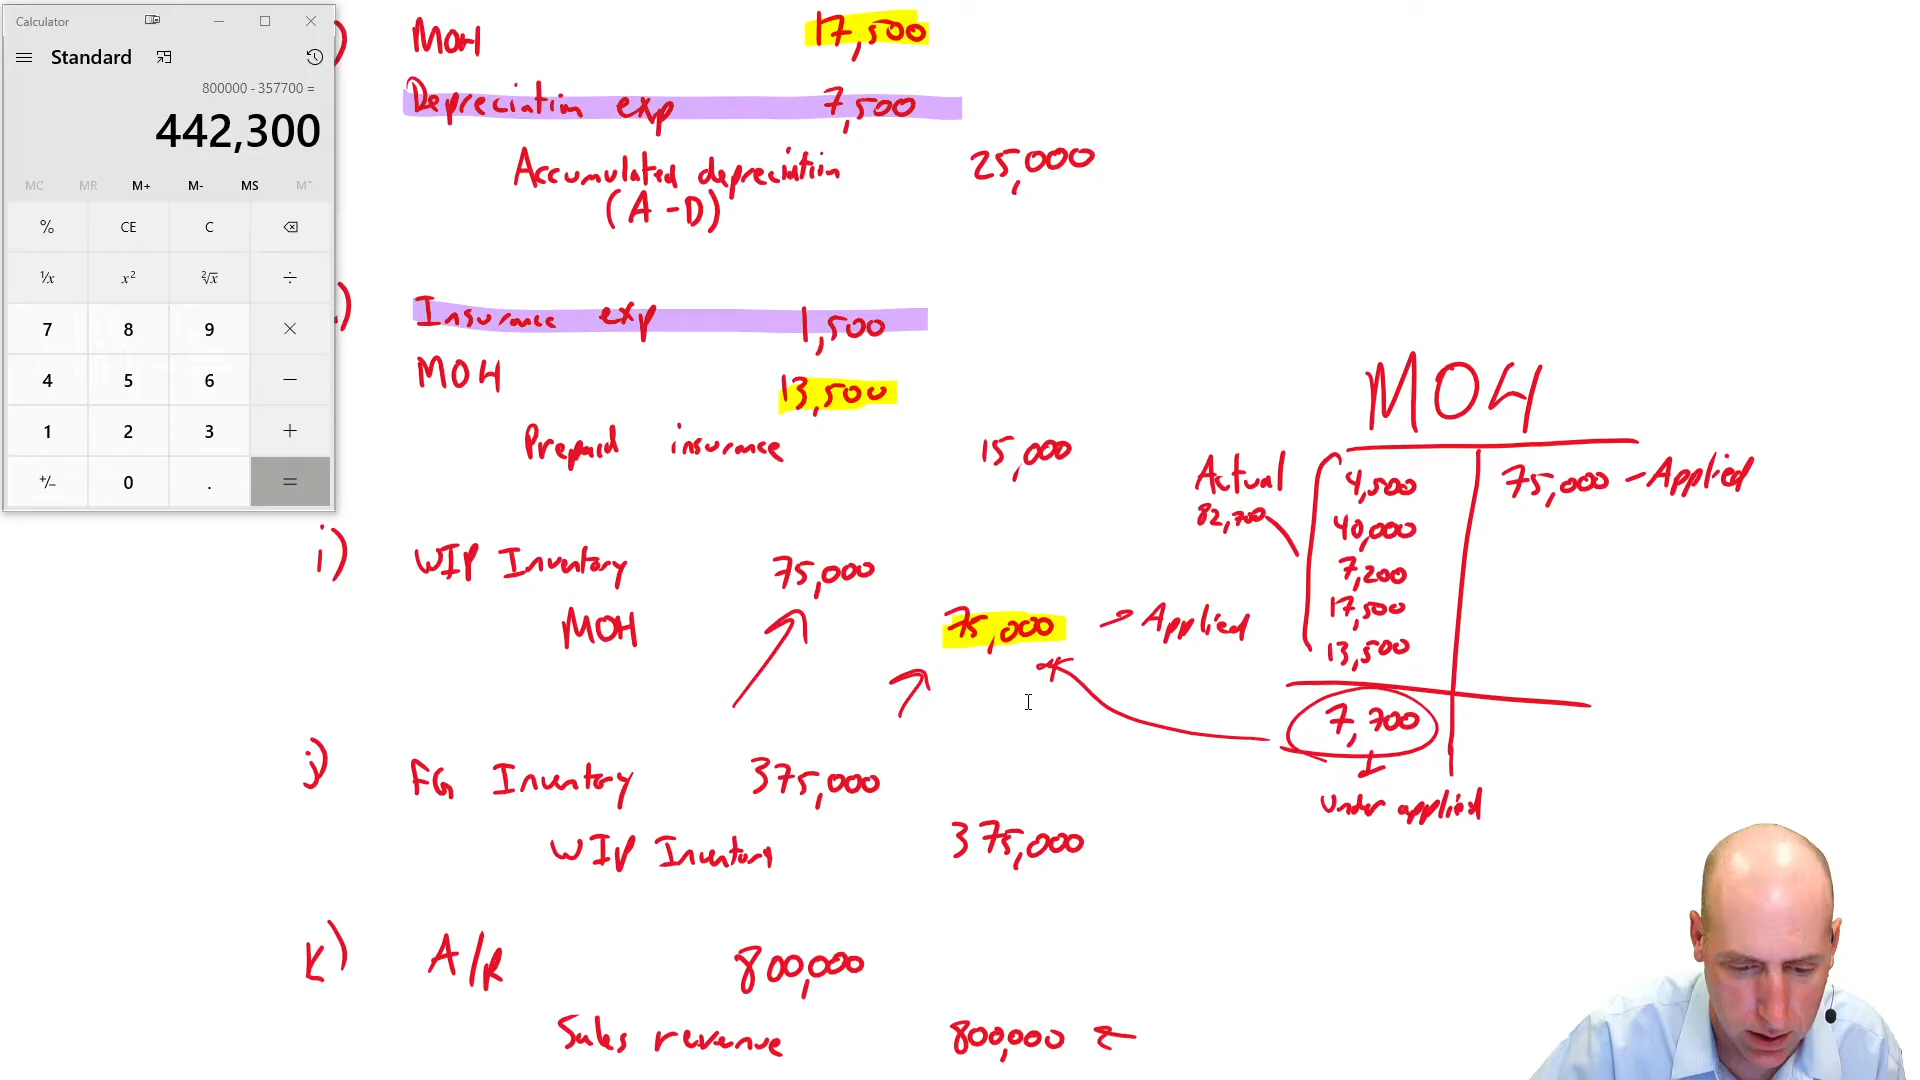 Calculator
Standard
800000 - 357700 =
442,300
MC MR M+ M- MS M˅
% CE C
¹/x x² ²√x ÷
7 8 9 ×
4 5 6 −
1 2 3 +
+/− 0 . =
) MOH 17,500
Depreciation exp 7,500
Accumulated depreciation 25,000
(A-D)
) Insurance exp 1,500
MOH 13,500
Prepaid insurance 15,000
i) WIP Inventory 75,000
MOH 75,000 → Applied
j) FG Inventory 375,000
WIP Inventory 375,000
k) A/R 800,000
Sales revenue 800,000 ←
MOH
Actual
82,700
4,500
40,000
7,200
17,500
13,500
75,000 - Applied
7,700
Under applied